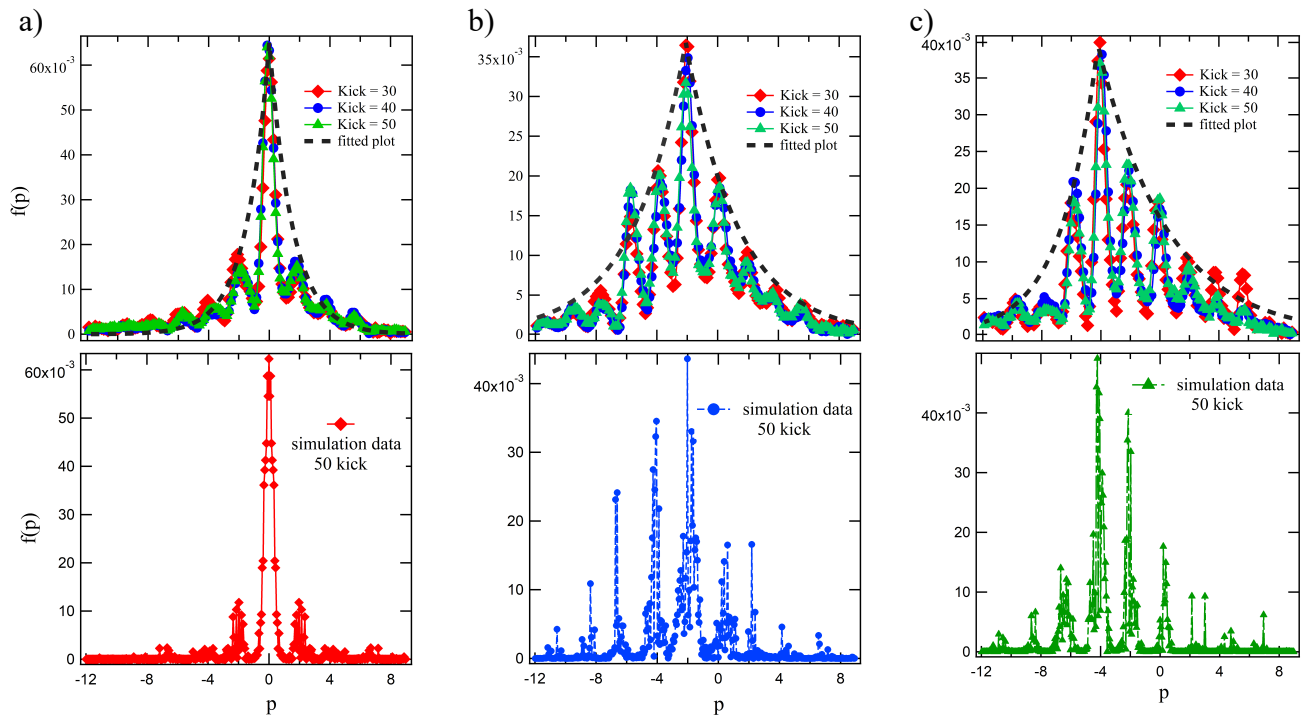 a)
60x10⁻³
50
40
30
20
10
0
f(p)
Kick = 30
Kick = 40
Kick = 50
fitted plot
60x10⁻³
50
40
30
20
10
0
f(p)
simulation data
50 kick
-12 -8 -4 0 4 8
p
b)
35x10⁻³
30
25
20
15
10
5
0
Kick = 30
Kick = 40
Kick = 50
fitted plot
40x10⁻³
30
20
10
0
simulation data
50 kick
-12 -8 -4 0 4 8
p
c)
40x10⁻³
35
30
25
20
15
10
5
0
Kick = 30
Kick = 40
Kick = 50
fitted plot
40x10⁻³
30
20
10
0
simulation data
50 kick
-12 -8 -4 0 4 8
p